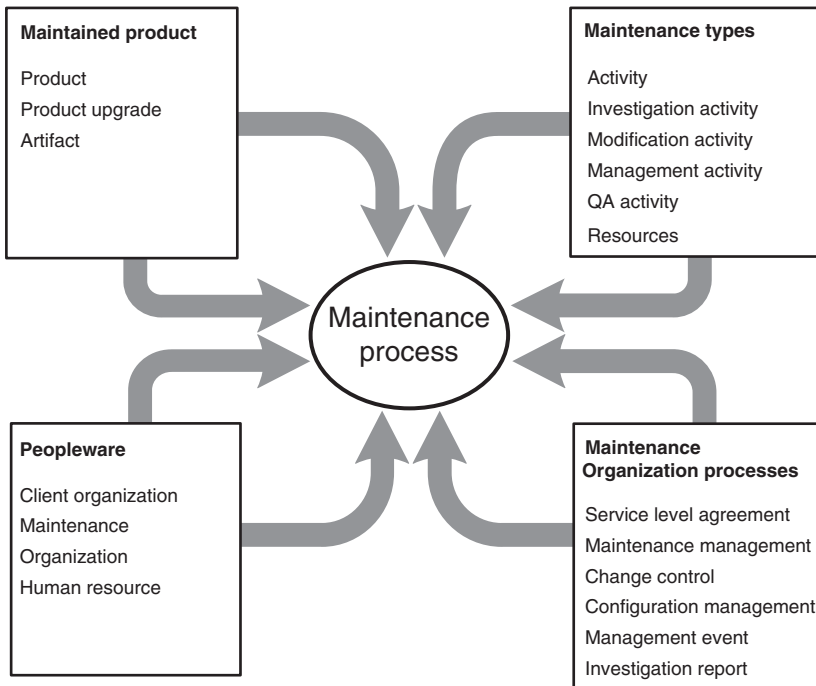 Maintained product
Product
Product upgrade
Artifact
Maintenance types
Activity
Investigation activity
Modification activity
Management activity
QA activity
Resources
Maintenance
process
Peopleware
Client organization
Maintenance
Organization
Human resource
Maintenance
Organization processes
Service level agreement
Maintenance management
Change control
Configuration management
Management event
Investigation report